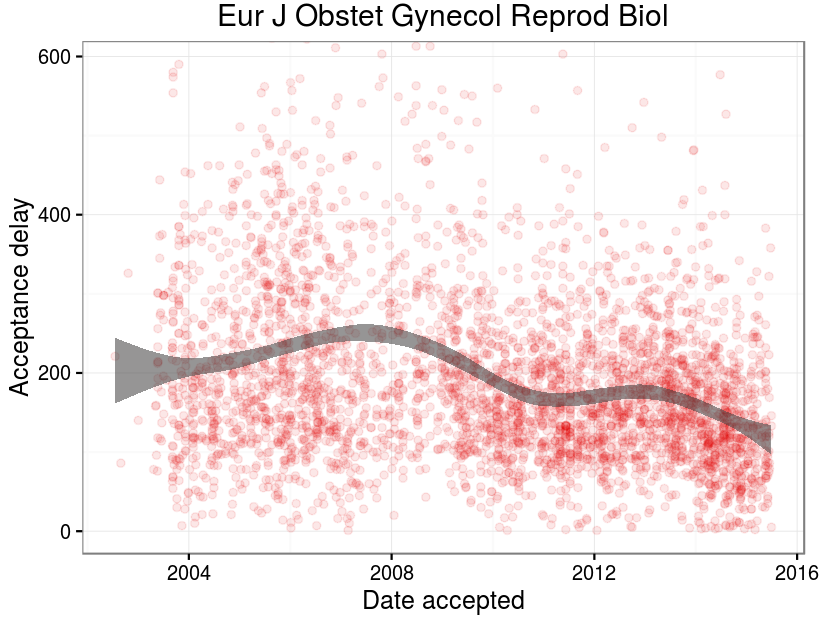 Eur J Obstet Gynecol Reprod Biol
600
400
200
0
Acceptance delay
2004
2008
2012
2016
Date accepted